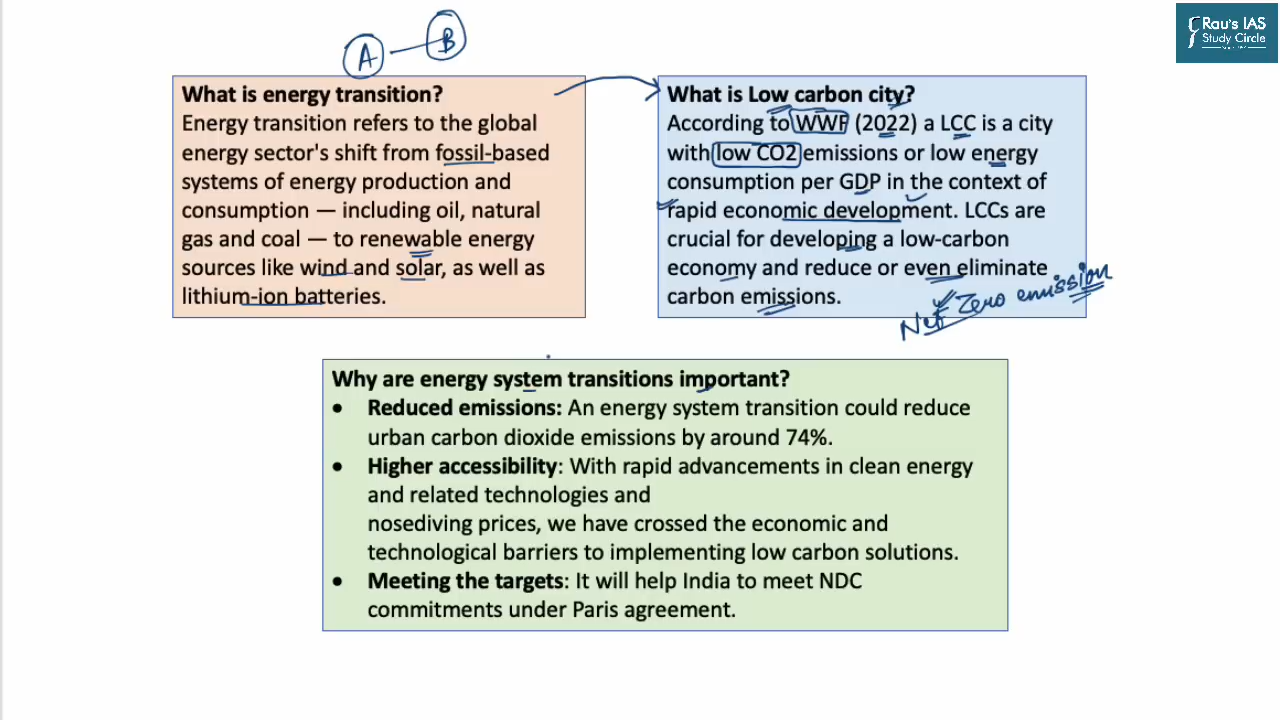 Rau's IAS
Study Circle
A
B
What is energy transition?
Energy transition refers to the global
energy sector's shift from fossil-based
systems of energy production and
consumption — including oil, natural
gas and coal — to renewable energy
sources like wind and solar, as well as
lithium-ion batteries.
What is Low carbon city?
According to WWF (2022) a LCC is a city
with low CO2 emissions or low energy
consumption per GDP in the context of
rapid economic development. LCCs are
crucial for developing a low-carbon
economy and reduce or even eliminate
carbon emissions.
Net Zero emission
Why are energy system transitions important?
• Reduced emissions: An energy system transition could reduce
urban carbon dioxide emissions by around 74%.
• Higher accessibility: With rapid advancements in clean energy
and related technologies and
nosediving prices, we have crossed the economic and
technological barriers to implementing low carbon solutions.
• Meeting the targets: It will help India to meet NDC
commitments under Paris agreement.